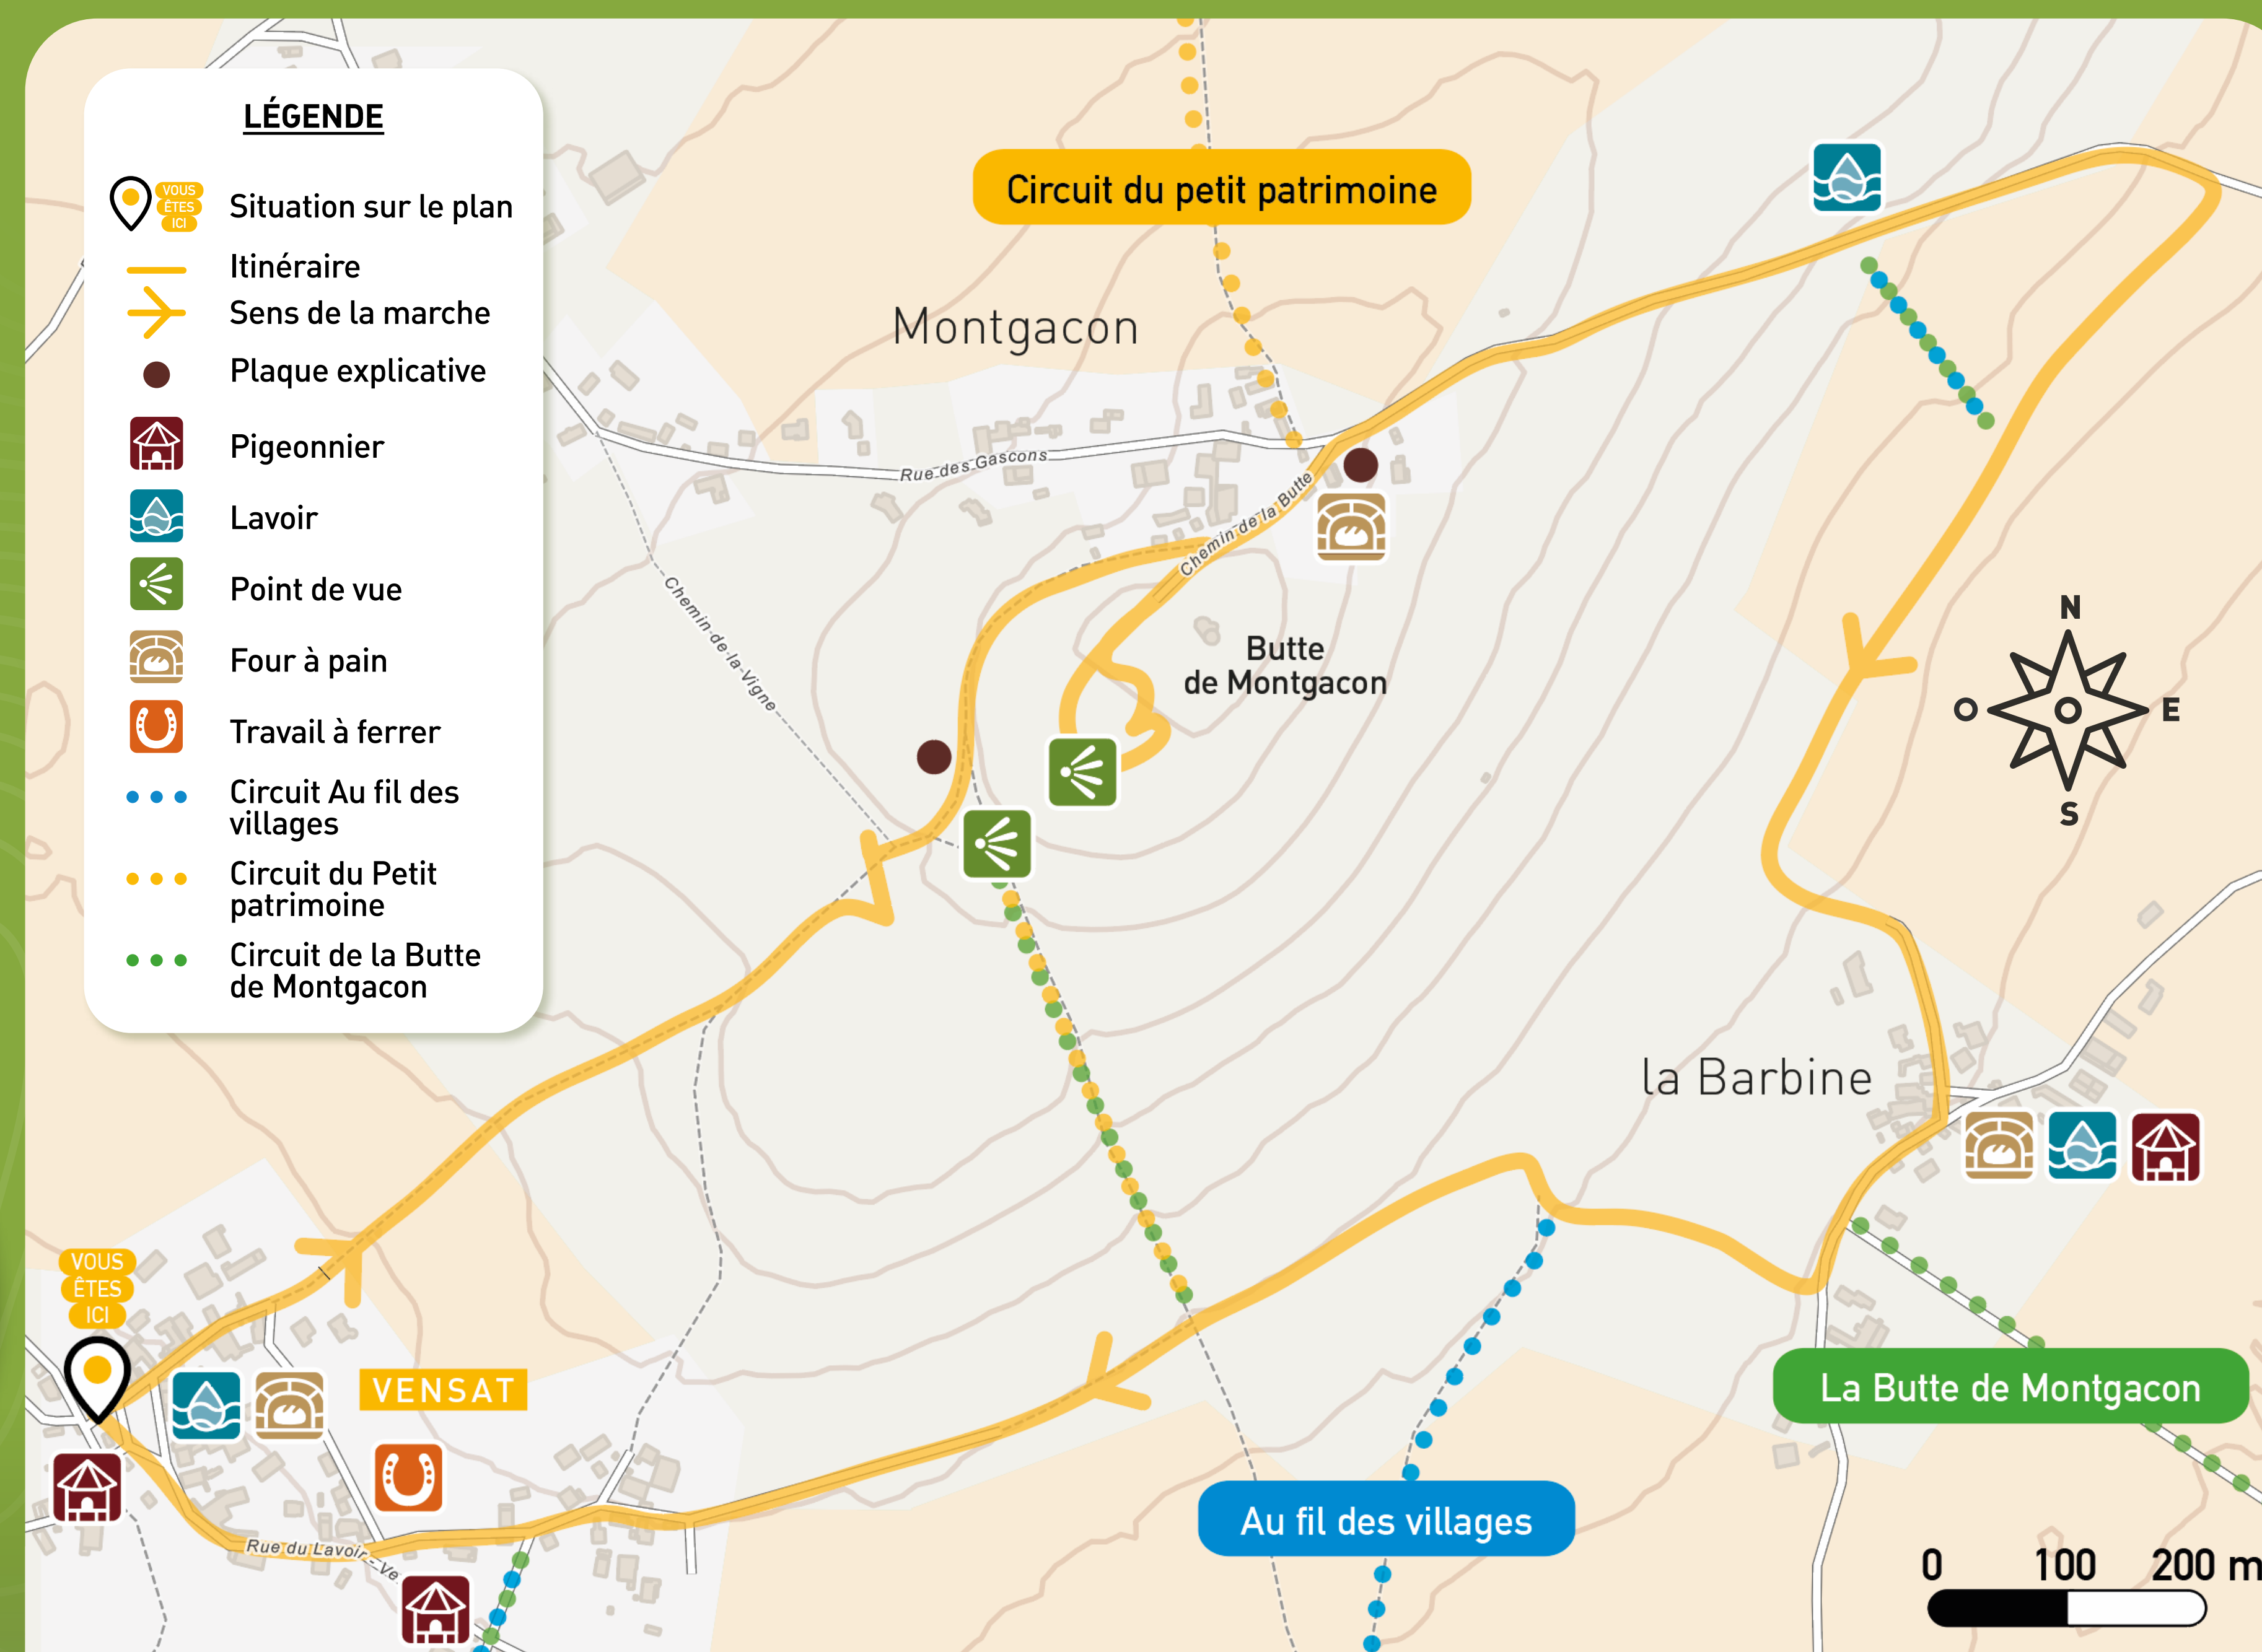 LÉGENDE
VOUS
ÊTES
ICI
Situation sur le plan
Itinéraire
Sens de la marche
Plaque explicative
Pigeonnier
Lavoir
Point de vue
Four à pain
Travail à ferrer
Circuit Au fil des
villages
Circuit du Petit
patrimoine
Circuit de la Butte
de Montgacon
Circuit du petit patrimoine
Montgacon
Rue des Gascons
Chemin de la Butte
Chemin de la Vigne
Butte
de Montgacon
N
O
E
S
la Barbine
VOUS
ÊTES
ICI
VENSAT
La Butte de Montgacon
Au fil des villages
Rue du Lavoir - Ve
0 100 200 m